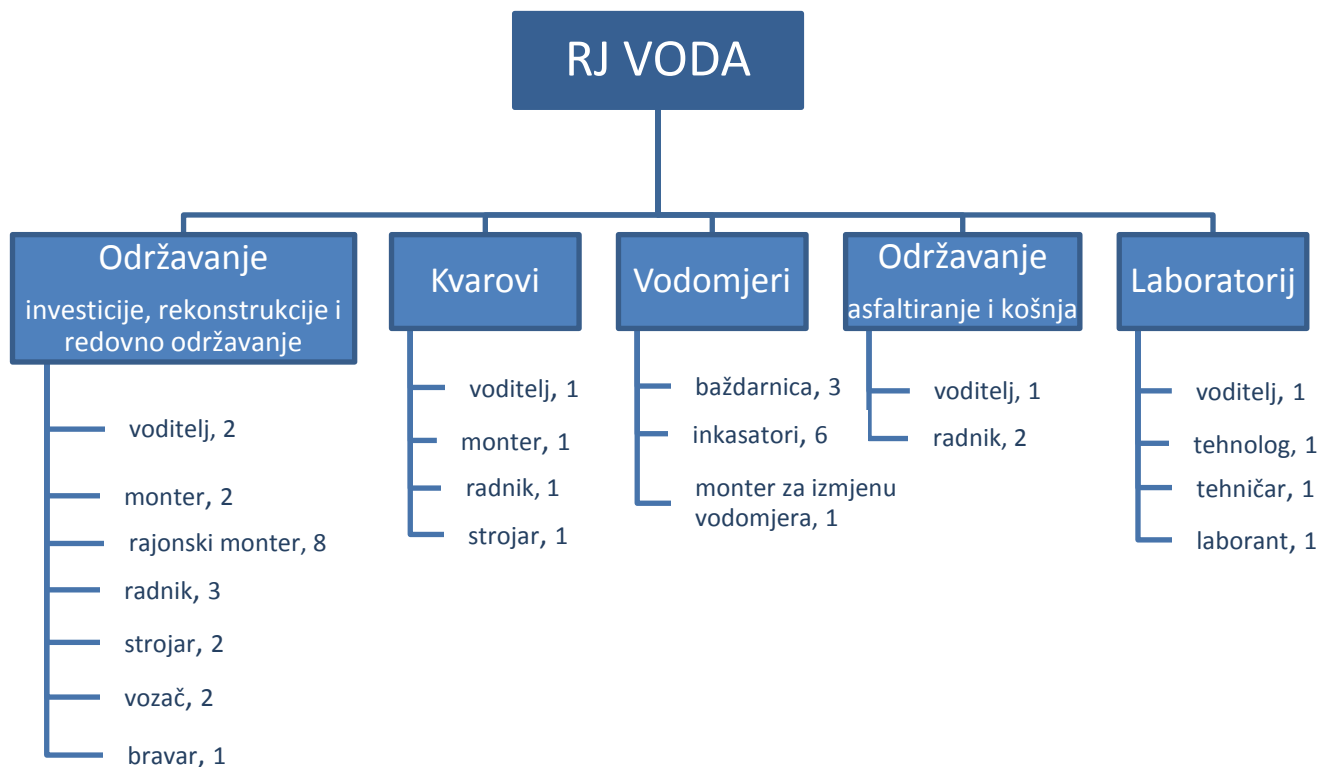 RJ VODA
Održavanje
investicije, rekonstrukcije i
redovno održavanje
voditelj, 2
monter, 2
rajonski monter, 8
radnik, 3
strojar, 2
vozač, 2
bravar, 1
Kvarovi
voditelj, 1
monter, 1
radnik, 1
strojar, 1
Vodomjeri
baždarnica, 3
inkasatori, 6
monter za izmjenu
vodomjera, 1
Održavanje
asfaltiranje i košnja
voditelj, 1
radnik, 2
Laboratorij
voditelj, 1
tehnolog, 1
tehničar, 1
laborant, 1